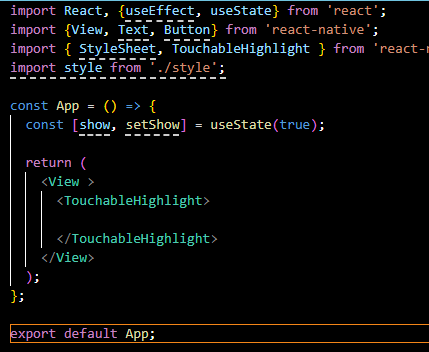 import React, {useEffect, useState} from 'react';
import {View, Text, Button} from 'react-native';
import { StyleSheet, TouchableHighlight } from 'react-n
import style from './style';
const App = () => {
const [show, setShow] = useState(true);
return (
<View >
<TouchableHighlight>
</TouchableHighlight>
</View>
);
};
export default App;